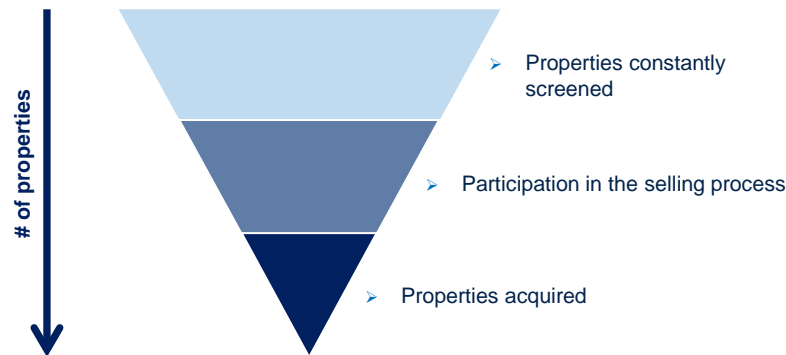 # of properties
Properties constantly
screened
Participation in the selling process
Properties acquired